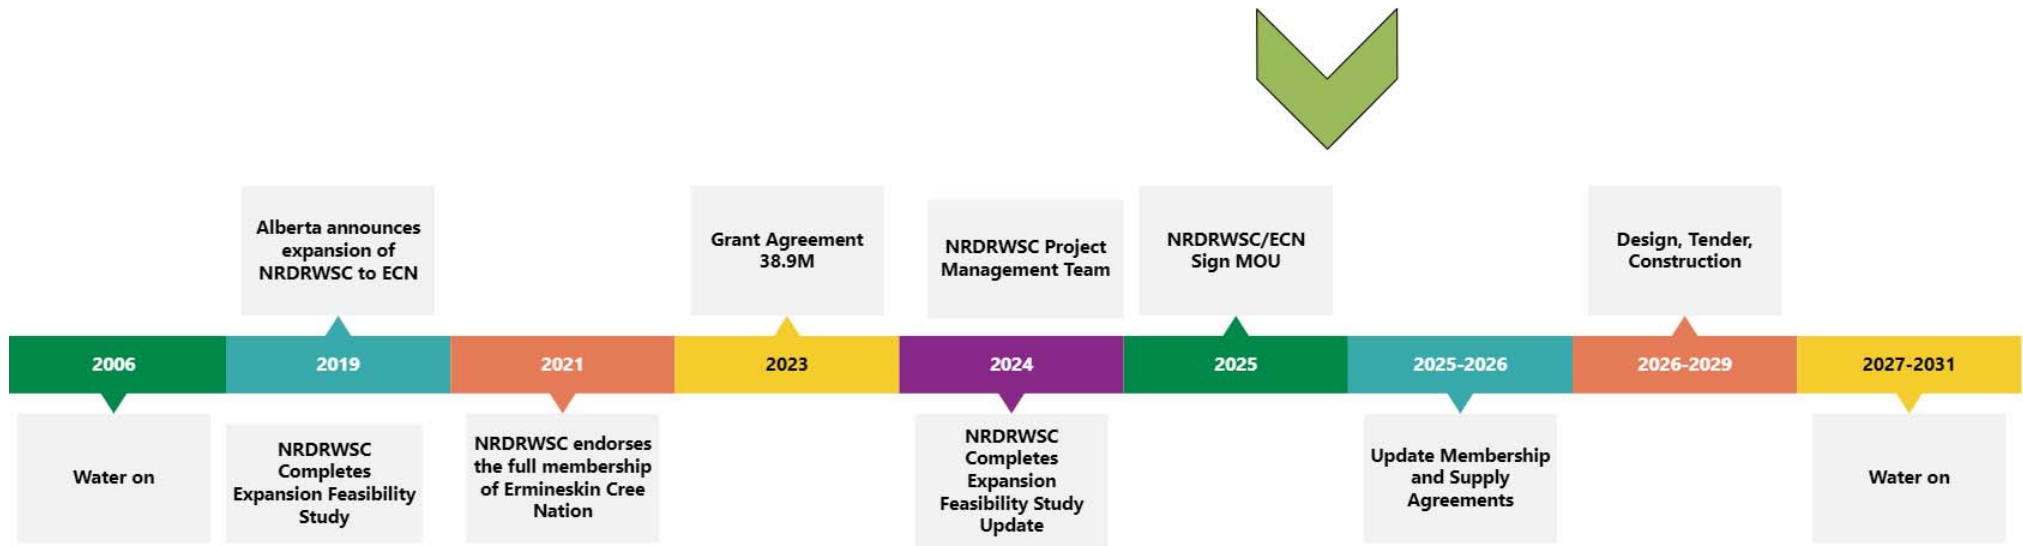 Alberta announces
expansion of
NRDRWSC to ECN
Grant Agreement
38.9M
NRDRWSC Project
Management Team
NRDRWSC/ECN
Sign MOU
Design, Tender,
Construction
2006
2019
2021
2023
2024
2025
2025-2026
2026-2029
2027-2031
Water on
NRDRWSC
Completes
Expansion Feasibility
Study
NRDRWSC endorses
the full membership
of Ermineskin Cree
Nation
NRDRWSC
Completes
Expansion
Feasibility Study
Update
Update Membership
and Supply
Agreements
Water on